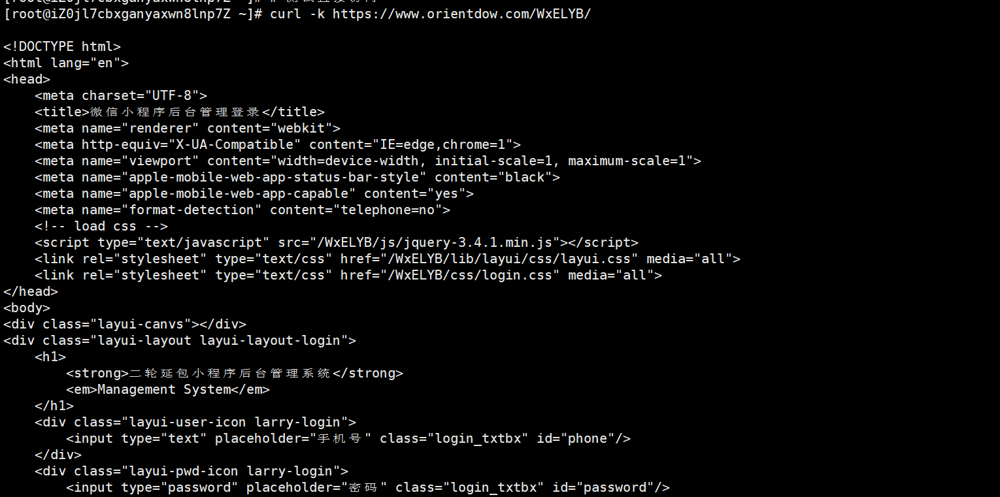 [root@iZ0jl7cbxganyaxwn8lnp7Z ~]# # 测试直接访问
[root@iZ0jl7cbxganyaxwn8lnp7Z ~]# curl -k https://www.orientdow.com/WxELYB/
<!DOCTYPE html>
<html lang="en">
<head>
    <meta charset="UTF-8">
    <title>微信小程序后台管理登录</title>
    <meta name="renderer" content="webkit">
    <meta http-equiv="X-UA-Compatible" content="IE=edge,chrome=1">
    <meta name="viewport" content="width=device-width, initial-scale=1, maximum-scale=1">
    <meta name="apple-mobile-web-app-status-bar-style" content="black">
    <meta name="apple-mobile-web-app-capable" content="yes">
    <meta name="format-detection" content="telephone=no">
    <!-- load css -->
    <script type="text/javascript" src="/WxELYB/js/jquery-3.4.1.min.js"></script>
    <link rel="stylesheet" type="text/css" href="/WxELYB/lib/layui/css/layui.css" media="all">
    <link rel="stylesheet" type="text/css" href="/WxELYB/css/login.css" media="all">
</head>
<body>
<div class="layui-canvs"></div>
<div class="layui-layout layui-layout-login">
    <h1>
        <strong>二轮延包小程序后台管理系统</strong>
        <em>Management System</em>
    </h1>
    <div class="layui-user-icon larry-login">
        <input type="text" placeholder="手机号" class="login_txtbx" id="phone"/>
    </div>
    <div class="layui-pwd-icon larry-login">
        <input type="password" placeholder="密码" class="login_txtbx" id="password"/>